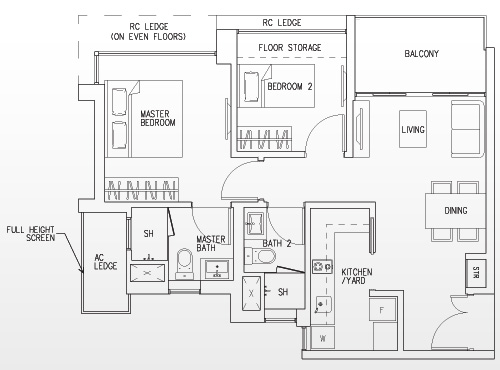 RC LEDGE
(ON EVEN FLOORS)
RC LEDGE
FLOOR STORAGE
BALCONY
BEDROOM 2
MASTER
BEDROOM
LIVING
DINING
FULL HEIGHT
SCREEN
AC
LEDGE
SH
MASTER
BATH
BATH 2
SH
KITCHEN
/YARD
STR
F
W